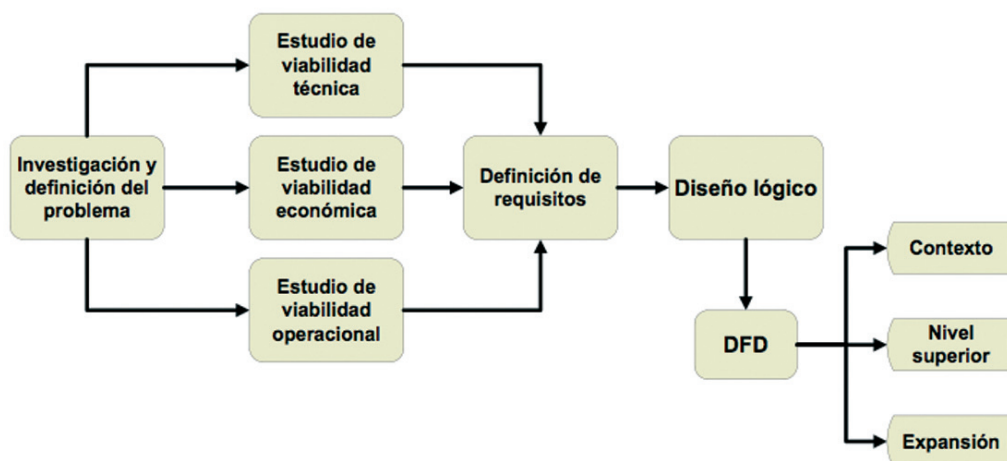 Estudio de
viabilidad
técnica
Investigación y
definición del
problema
Estudio de
viabilidad
económica
Definición de
requisitos
Diseño lógico
Estudio de
viabilidad
operacional
DFD
Contexto
Nivel
superior
Expansión